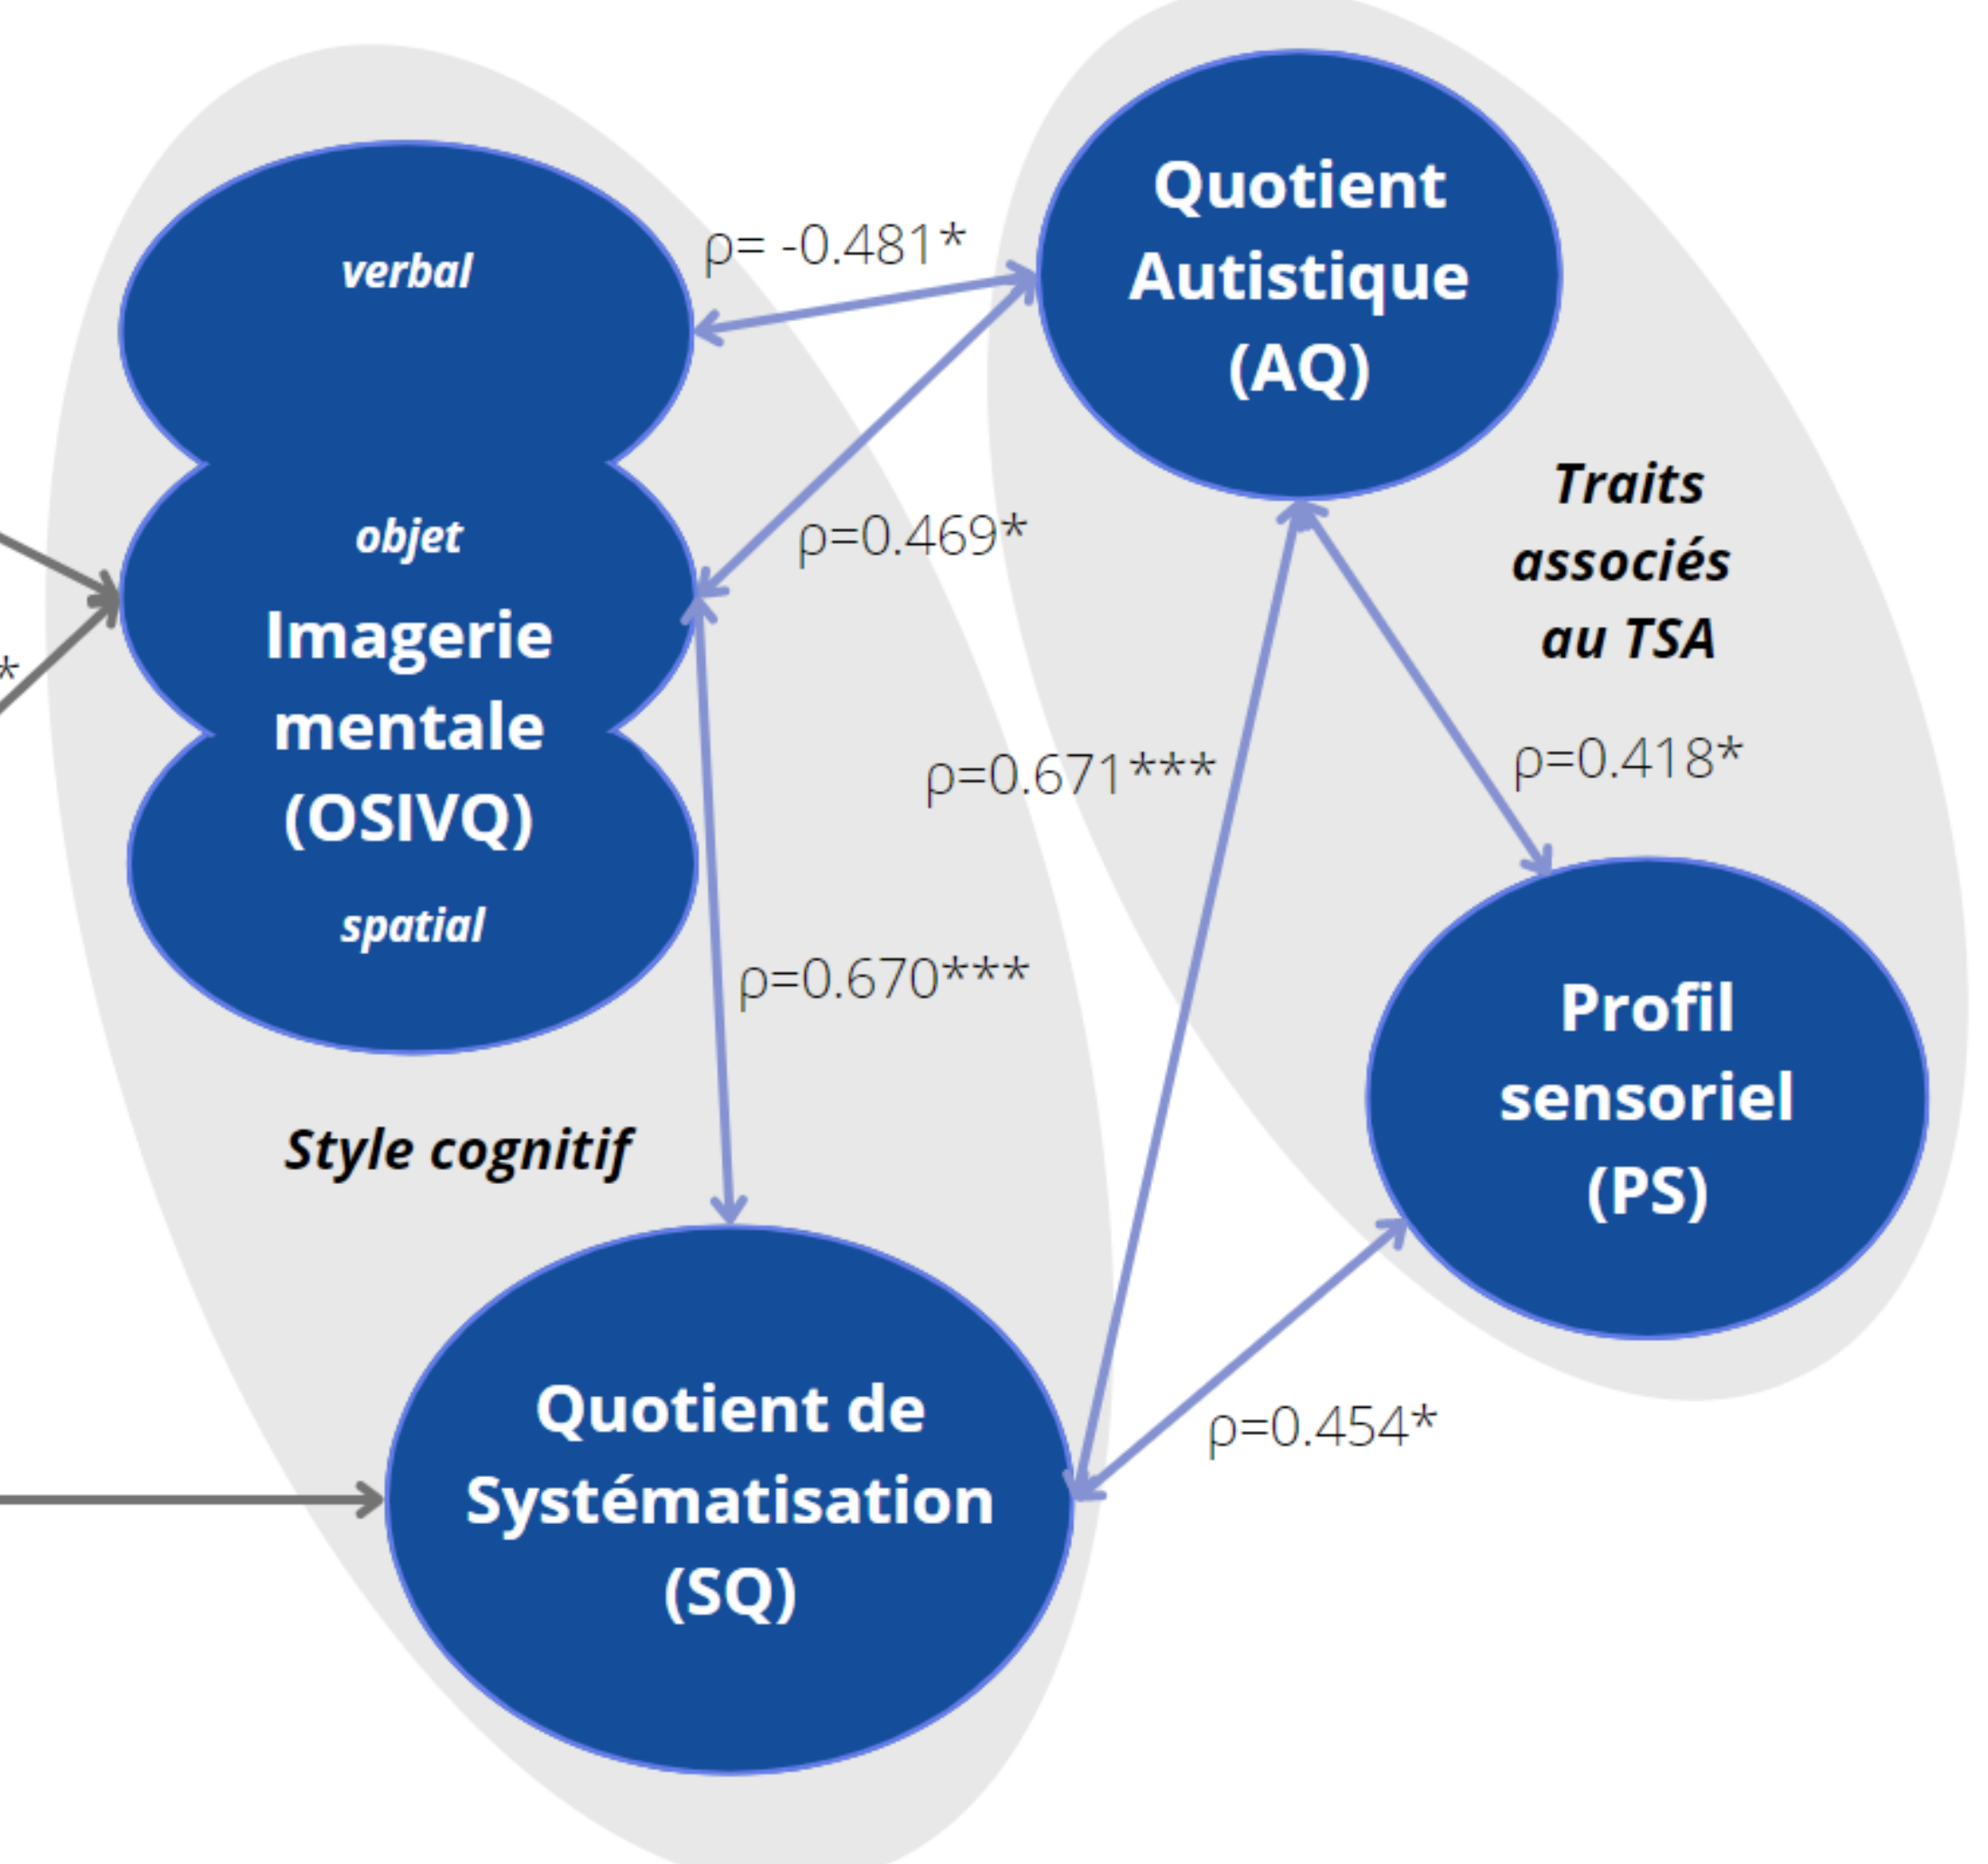 verbal
objet
Imagerie
mentale
(OSIVQ)
spatial
Style cognitif
Quotient de
Systématisation
(SQ)
ρ= -0.481*
ρ=0.469*
ρ=0.670***
ρ=0.671***
ρ=0.454*
Quotient
Autistique
(AQ)
Traits
associés
au TSA
ρ=0.418*
Profil
sensoriel
(PS)
*